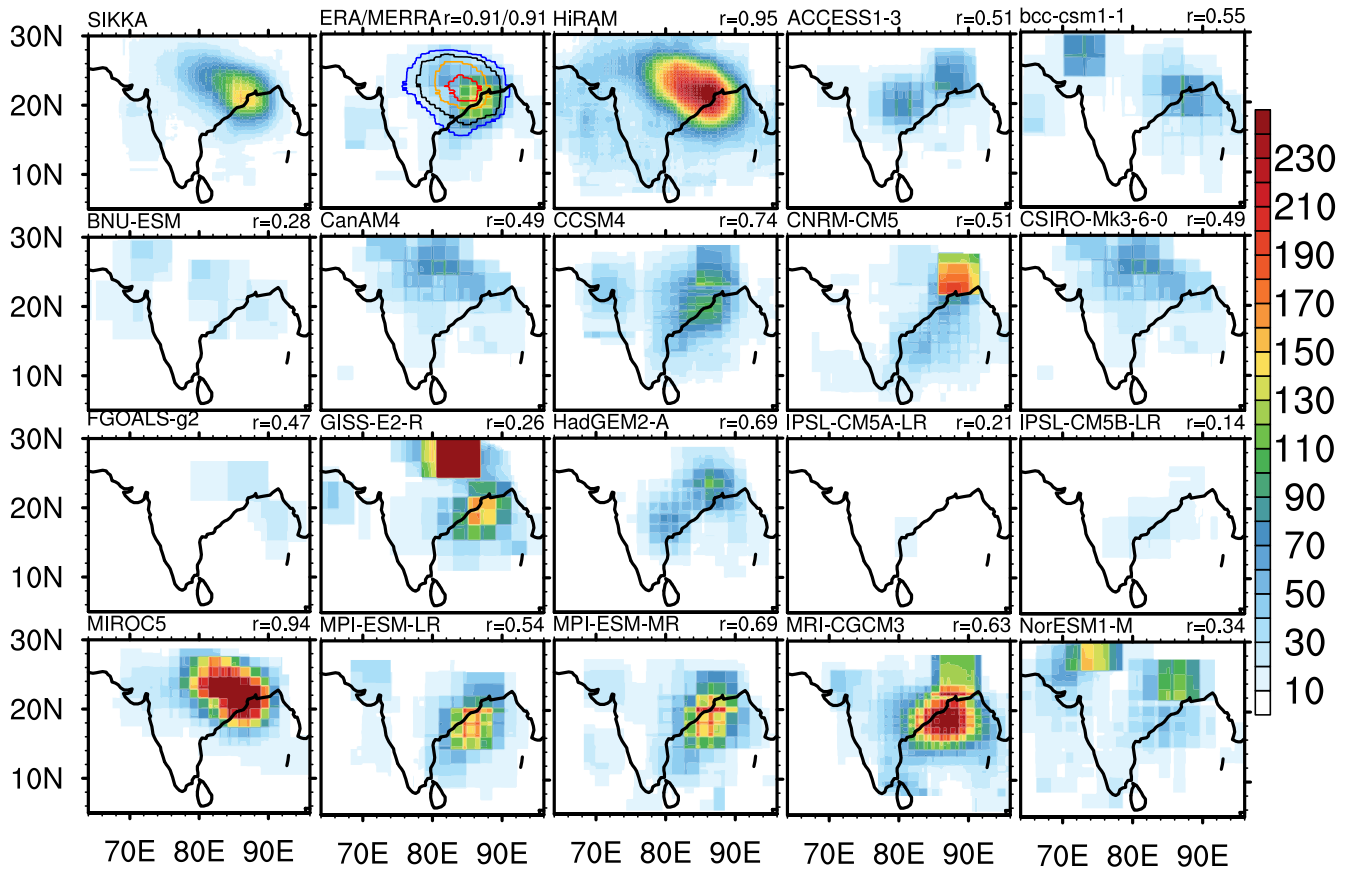 SIKKA ERA/MERRA r=0.91/0.91 HiRAM r=0.95 ACCESS1-3 r=0.51 bcc-csm1-1 r=0.55
30N
20N
10N
BNU-ESM r=0.28 CanAM4 r=0.49 CCSM4 r=0.74 CNRM-CM5 r=0.51 CSIRO-Mk3-6-0 r=0.49
30N
20N
10N
FGOALS-g2 r=0.47 GISS-E2-R r=0.26 HadGEM2-A r=0.69 IPSL-CM5A-LR r=0.21 IPSL-CM5B-LR r=0.14
30N
20N
10N
MIROC5 r=0.94 MPI-ESM-LR r=0.54 MPI-ESM-MR r=0.69 MRI-CGCM3 r=0.63 NorESM1-M r=0.34
30N
20N
10N
70E 80E 90E 70E 80E 90E 70E 80E 90E 70E 80E 90E 70E 80E 90E
230
210
190
170
150
130
110
90
70
50
30
10